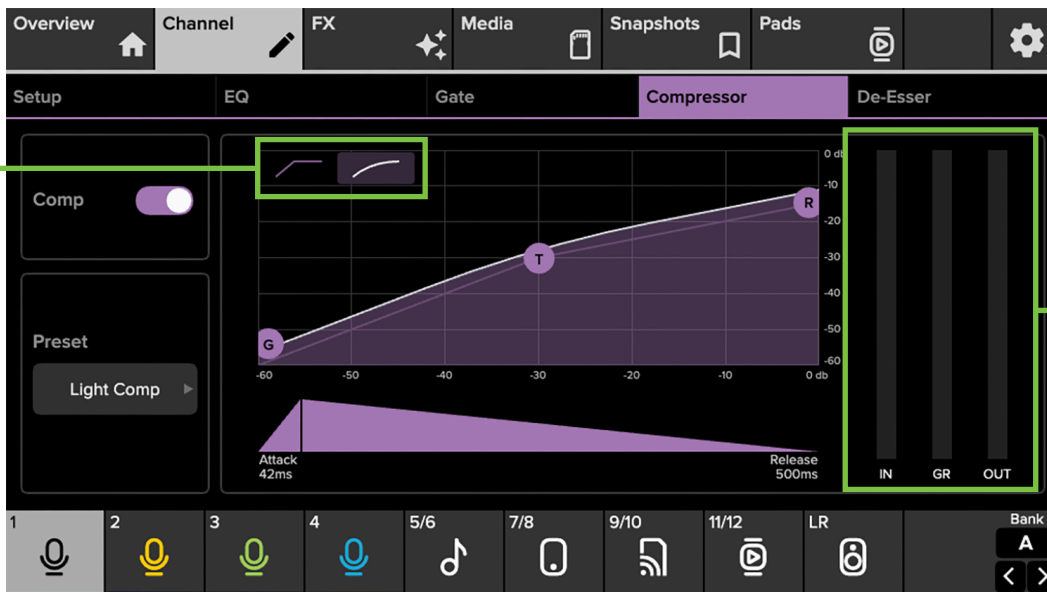 Overview
Channel
FX
Media
Snapshots
Pads
Setup
EQ
Gate
Compressor
De-Esser
Comp
Preset
Light Comp
G
T
R
0 db
-10
-20
-30
-40
-50
-60
-60
-50
-40
-30
-20
-10
0 db
Attack
42ms
Release
500ms
IN
GR
OUT
1
2
3
4
5/6
7/8
9/10
11/12
LR
Bank
A